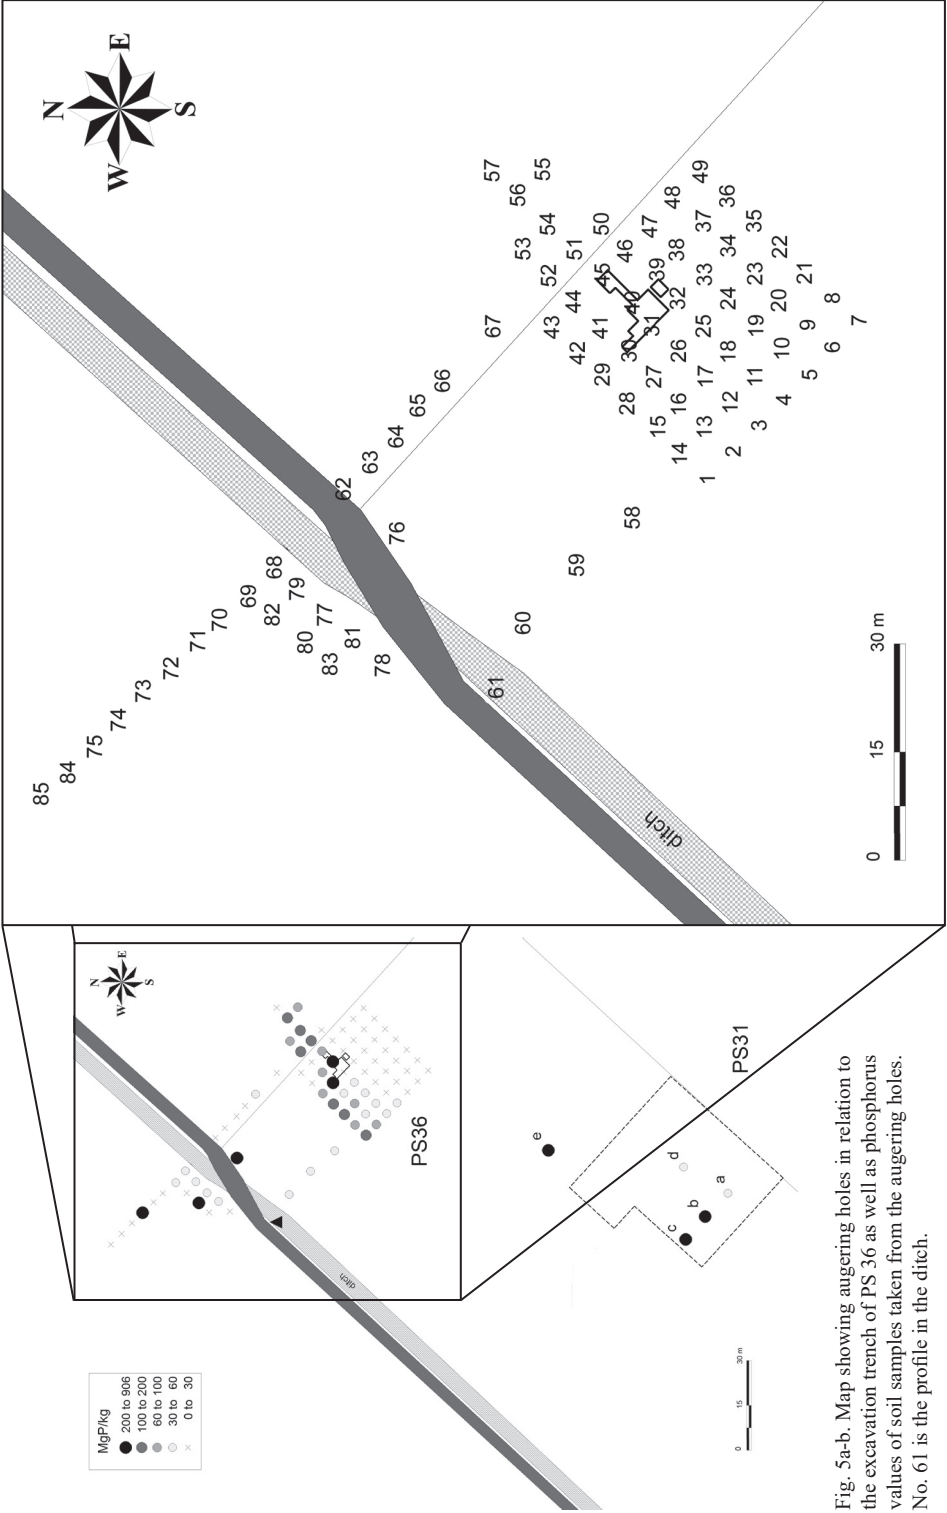 N
E
S
W
57
56
55
54
53
52
51
50
49
48
47
46
45
44
43
42
41
40
39
38
37
36
35
34
33
32
31
30
29
28
27
26
25
24
23
22
21
20
19
18
17
16
15
14
13
12
11
10
9
8
7
6
5
4
3
2
1
58
59
60
61
62
63
64
65
66
67
68
69
70
71
72
73
74
75
84
85
76
77
78
79
80
81
82
83
ditch
0 15 30 m
N
E
S
W
PS36
ditch
MgP/kg
200 to 906
100 to 200
60 to 100
30 to 60
0 to 30
PS31
a
b
c
d
e
0 15 30 m
Fig. 5a-b. Map showing augering holes in relation to
the excavation trench of PS 36 as well as phosphorus
values of soil samples taken from the augering holes.
No. 61 is the profile in the ditch.